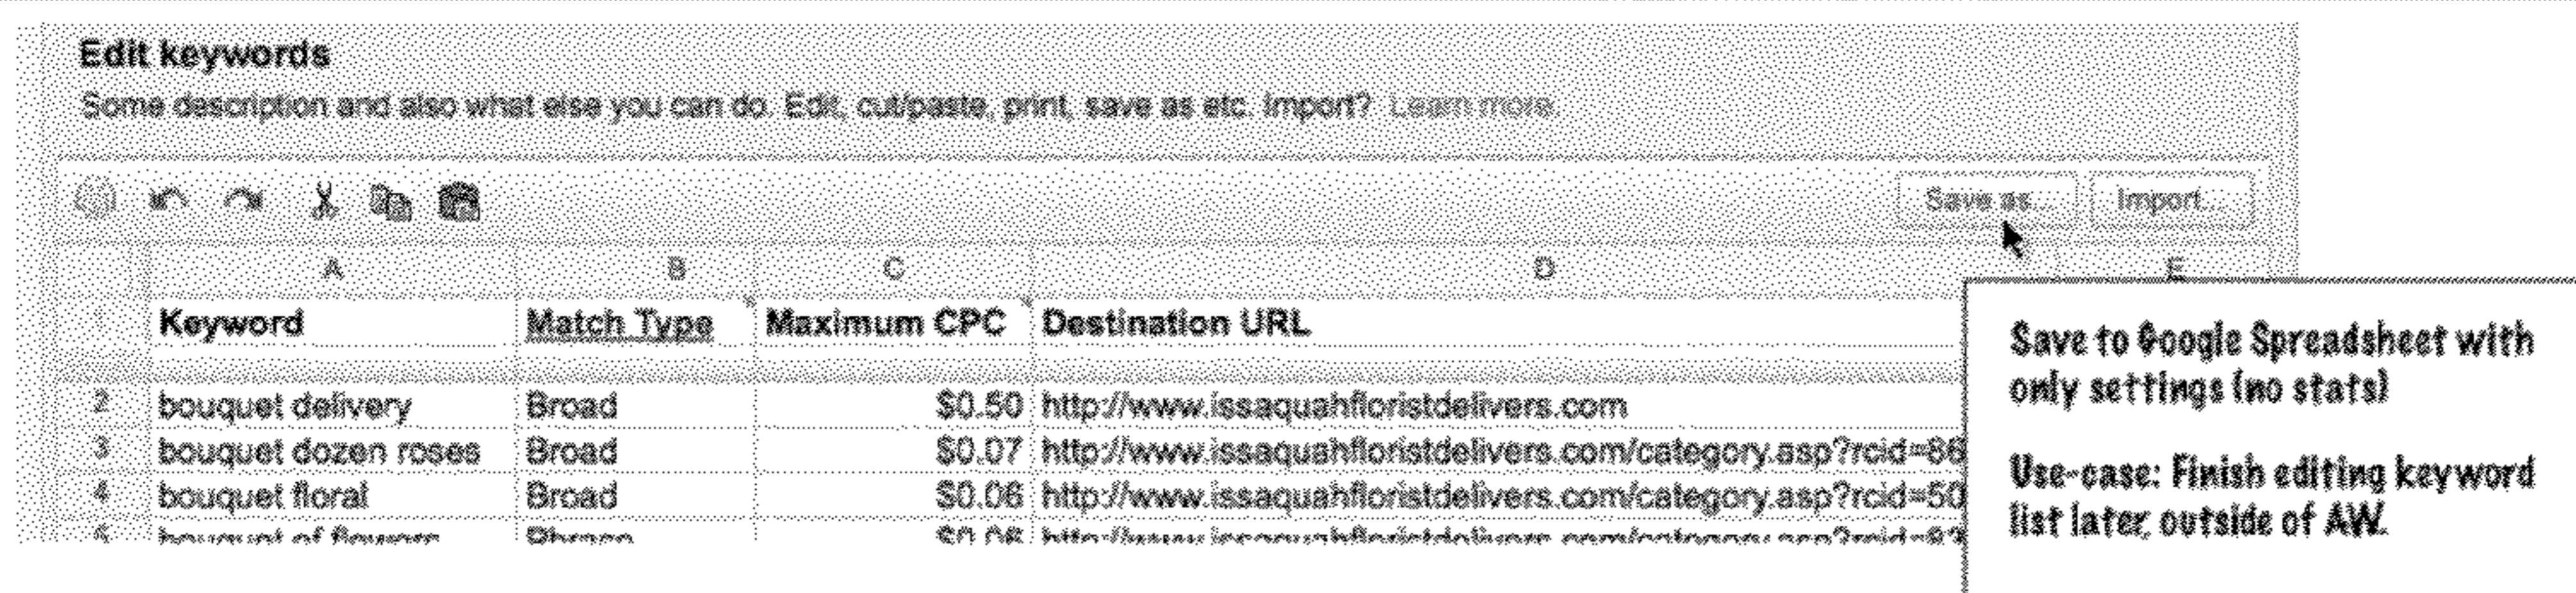 Edit keywords
Some description and also what else you can do. Edit, cut/paste, print, save as etc. Import? Learn more.
Save as... Import...
A B C D E
Keyword Match Type Maximum CPC Destination URL
2 bouquet delivery Broad $0.50 http://www.issaquahfloristdelivers.com
3 bouquet dozen roses Broad $0.07 http://www.issaquahfloristdelivers.com/category.asp?rcid=86
4 bouquet floral Broad $0.06 http://www.issaquahfloristdelivers.com/category.asp?rcid=50
bouquet of flowers Phrase
Save to Google Spreadsheet with
only settings (no stats)
Use-case: Finish editing keyword
list later, outside of AW.